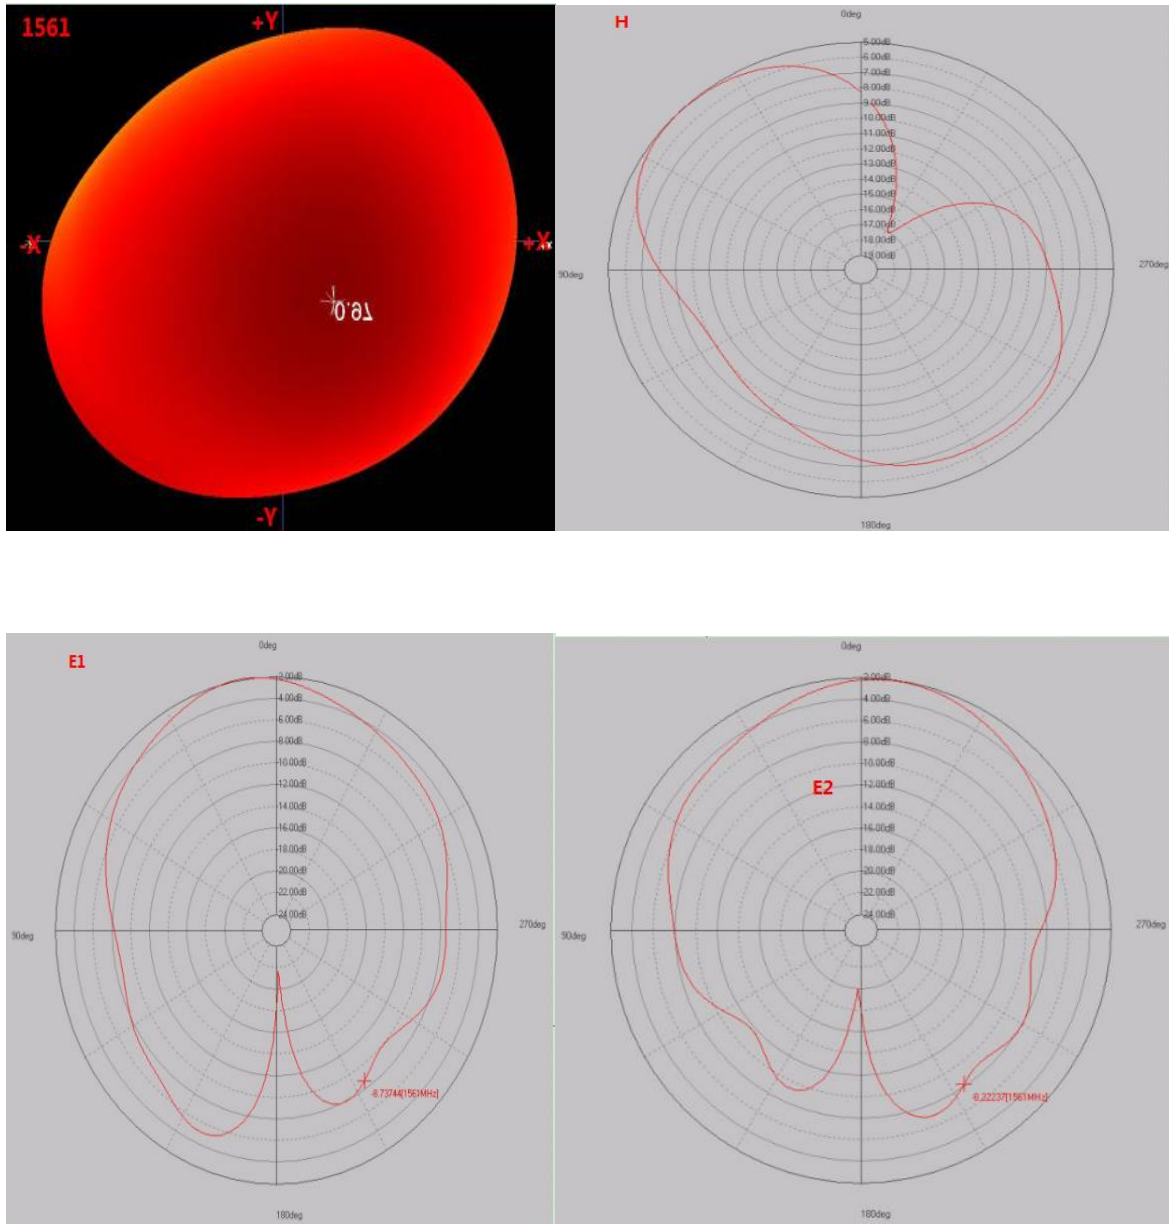 1561
+Y
-X
+X
-Y
H
0deg
-5.00dB
-6.00dB
-7.00dB
-8.00dB
-9.00dB
-10.00dB
-11.00dB
-12.00dB
-13.00dB
-14.00dB
-15.00dB
-16.00dB
-17.00dB
-18.00dB
-19.00dB
90deg
270deg
180deg
E1
0deg
-2.00dB
-4.00dB
-6.00dB
-8.00dB
-10.00dB
-12.00dB
-14.00dB
-16.00dB
-18.00dB
-20.00dB
-22.00dB
-24.00dB
90deg
270deg
-8.73744[1561MHz]
180deg
0deg
-2.00dB
-4.00dB
-6.00dB
-8.00dB
-10.00dB
-12.00dB
E2
-14.00dB
-16.00dB
-18.00dB
-20.00dB
-22.00dB
-24.00dB
90deg
270deg
-8.22237[1561MHz]
180deg